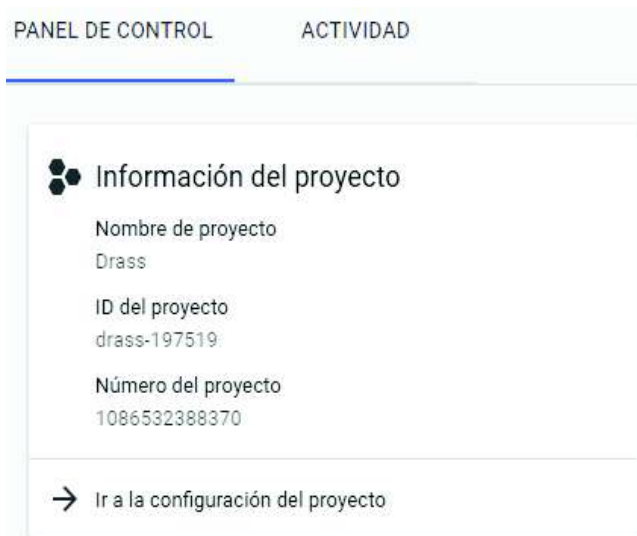 PANEL DE CONTROL ACTIVIDAD
Información del proyecto
Nombre de proyecto
Drass
ID del proyecto
drass-197519
Número del proyecto
1086532388370
Ir a la configuración del proyecto